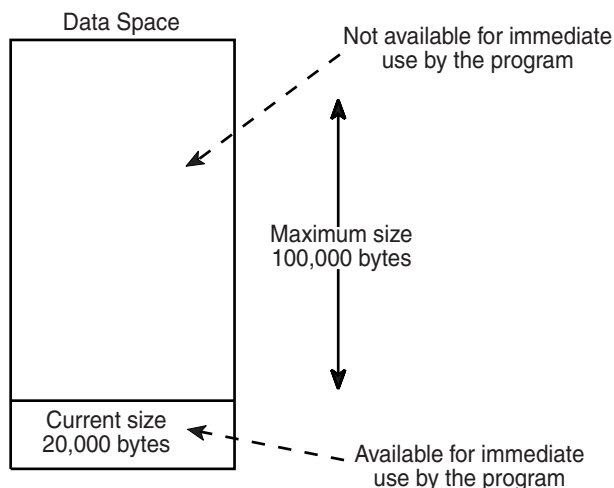 Data Space
Not available for immediate
use by the program
Maximum size
100,000 bytes
Current size
20,000 bytes
Available for immediate
use by the program